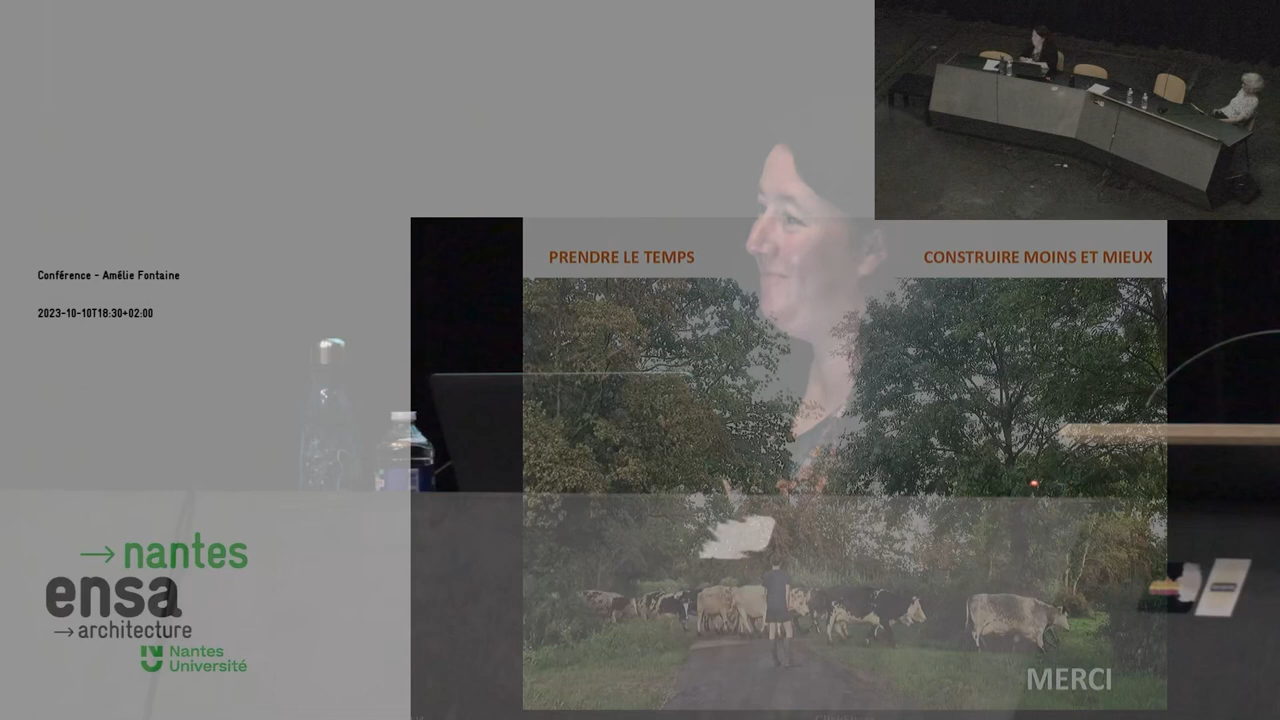 PRENDRE LE TEMPS
CONSTRUIRE MOINS ET MIEUX
Conférence - Amélie Fontaine
2023-10-10T18:30+02:00
→nantes
ensa
→architecture
Nantes
Université
MERCI